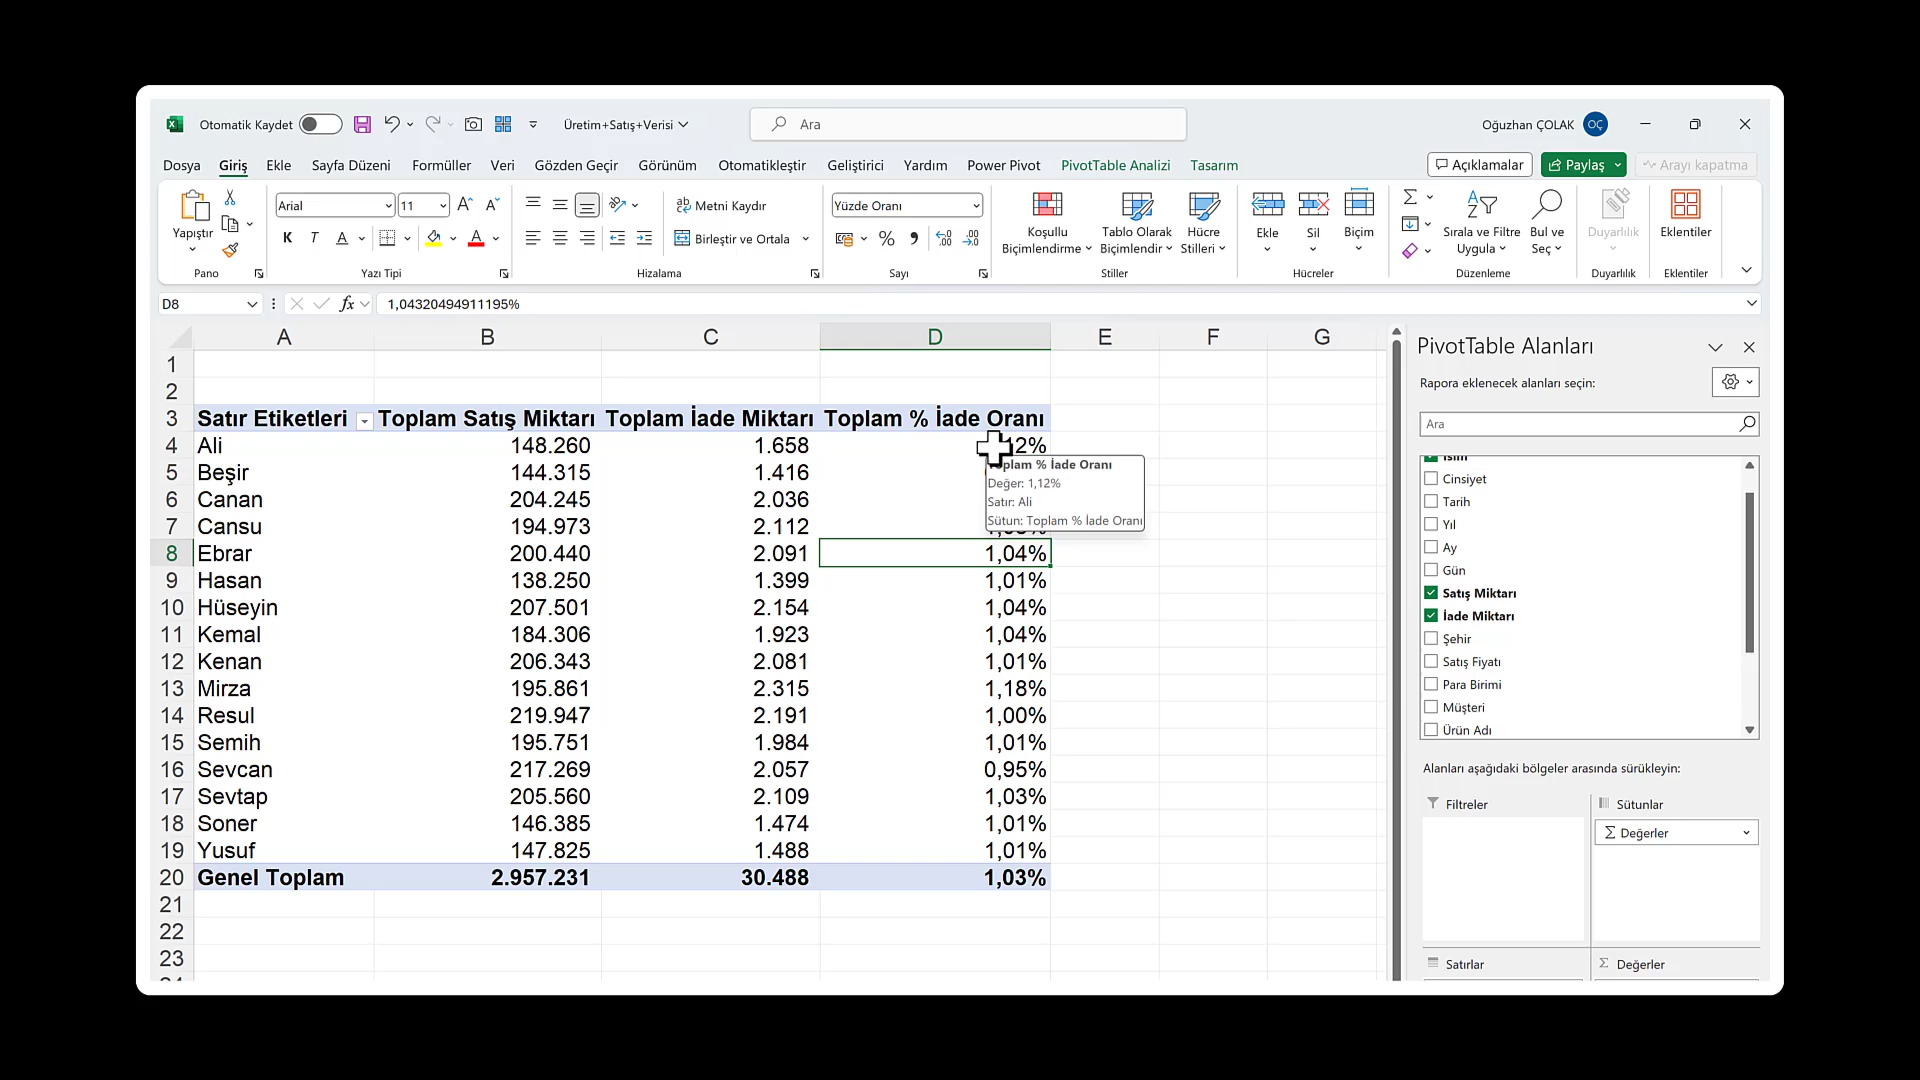 Otomatik Kaydet
Üretim+Satış+Verisi
Ara
Oğuzhan ÇOLAK
OÇ
Dosya Giriş Ekle Sayfa Düzeni Formüller Veri Gözden Geçir Görünüm Otomatikleştir Geliştirici Yardım Power Pivot PivotTable Analizi Tasarım
Açıklamalar
Paylaş
Arayı kapatma
Yapıştır
Pano
Arial
11
K T A
Yazı Tipi
Metni Kaydır
Birleştir ve Ortala
Hizalama
Yüzde Oranı
Sayı
Koşullu
Biçimlendirme
Tablo Olarak
Biçimlendir
Hücre
Stilleri
Stiller
Ekle
Sil
Biçim
Hücreler
Sırala ve Filtre
Uygula
Bul ve
Seç
Düzenleme
Duyarlılık
Duyarlılık
Eklentiler
Eklentiler
D8
fx
1,04320494911195%
A B C D E F G
1
2
3 Satır Etiketleri Toplam Satış Miktarı Toplam İade Miktarı Toplam % İade Oranı
4 Ali 148.260 1.658 12%
5 Beşir 144.315 1.416
6 Canan 204.245 2.036
7 Cansu 194.973 2.112
8 Ebrar 200.440 2.091 1,04%
9 Hasan 138.250 1.399 1,01%
10 Hüseyin 207.501 2.154 1,04%
11 Kemal 184.306 1.923 1,04%
12 Kenan 206.343 2.081 1,01%
13 Mirza 195.861 2.315 1,18%
14 Resul 219.947 2.191 1,00%
15 Semih 195.751 1.984 1,01%
16 Sevcan 217.269 2.057 0,95%
17 Sevtap 205.560 2.109 1,03%
18 Soner 146.385 1.474 1,01%
19 Yusuf 147.825 1.488 1,01%
20 Genel Toplam 2.957.231 30.488 1,03%
21
22
23
Toplam % İade Oranı
Değer: 1,12%
Satır: Ali
Sütun: Toplam % İade Oranı
PivotTable Alanları
Rapora eklenecek alanları seçin:
Ara
İsim
Cinsiyet
Tarih
Yıl
Ay
Gün
Satış Miktarı
İade Miktarı
Şehir
Satış Fiyatı
Para Birimi
Müşteri
Ürün Adı
Alanları aşağıdaki bölgeler arasında sürükleyin:
Filtreler
Sütunlar
Σ Değerler
Satırlar
Σ Değerler